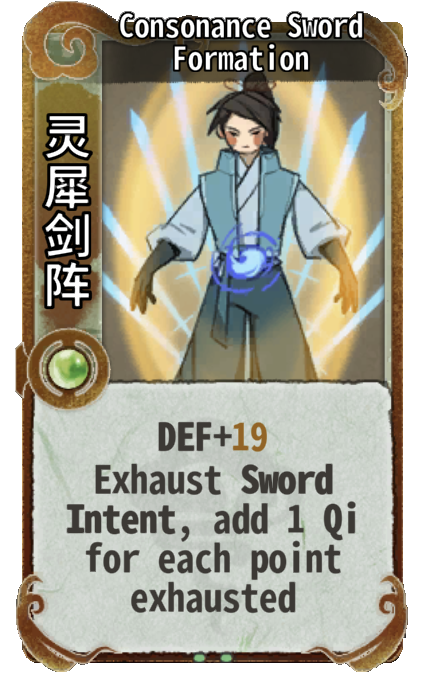 Consonance Sword
Formation
灵犀剑阵
DEF+19
Exhaust Sword
Intent, add 1 Qi
for each point
exhausted